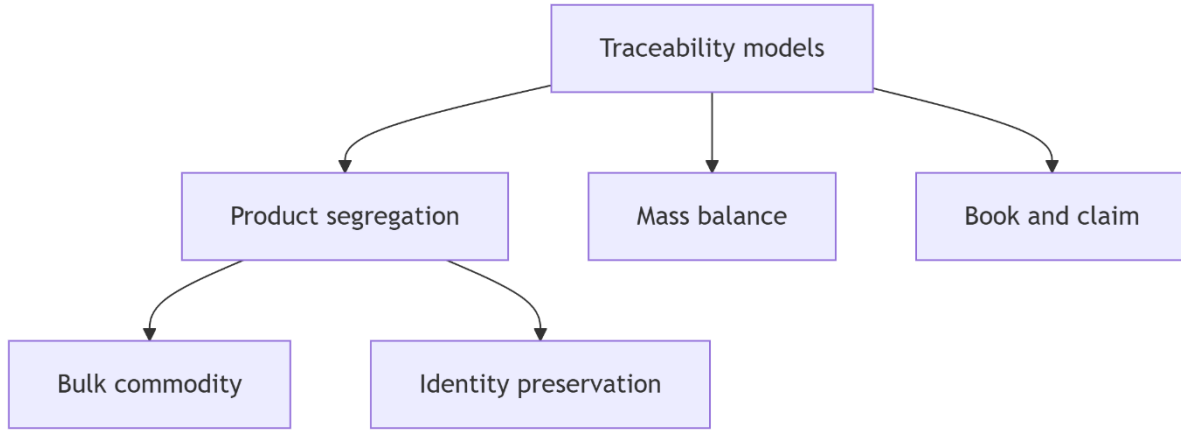 Traceability models
Product segregation
Mass balance
Book and claim
Bulk commodity
Identity preservation